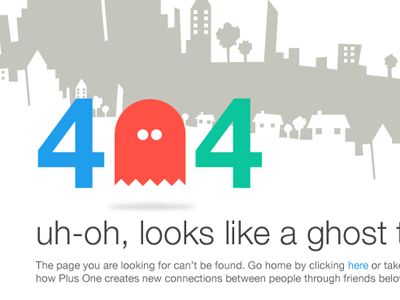 4 4
uh-oh, looks like a ghost t
The page you are looking for can't be found. Go home by clicking here or take
how Plus One creates new connections between people through friends below